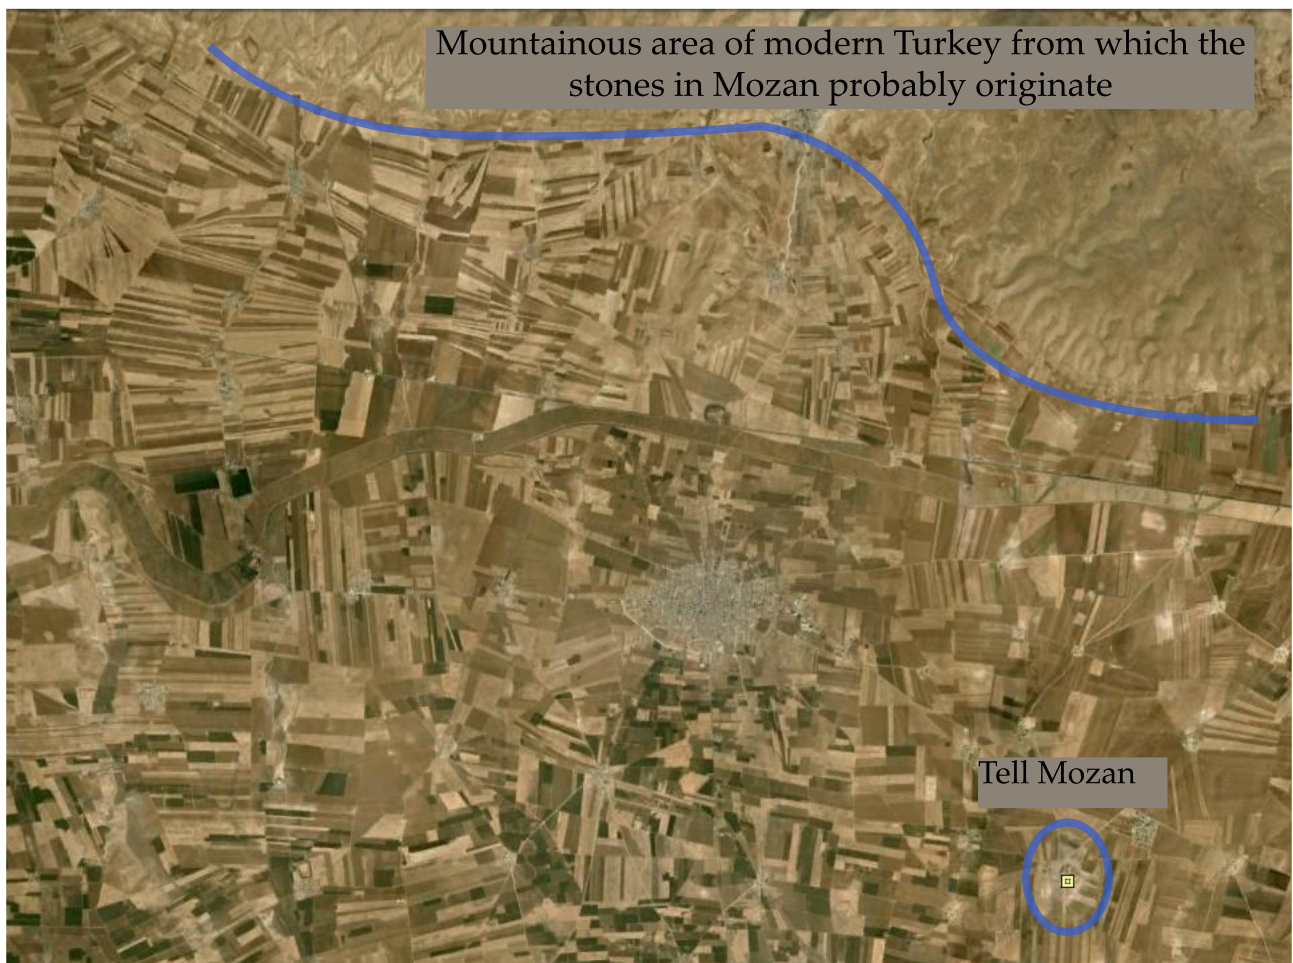 Mountainous area of modern Turkey from which the
stones in Mozan probably originate
Tell Mozan